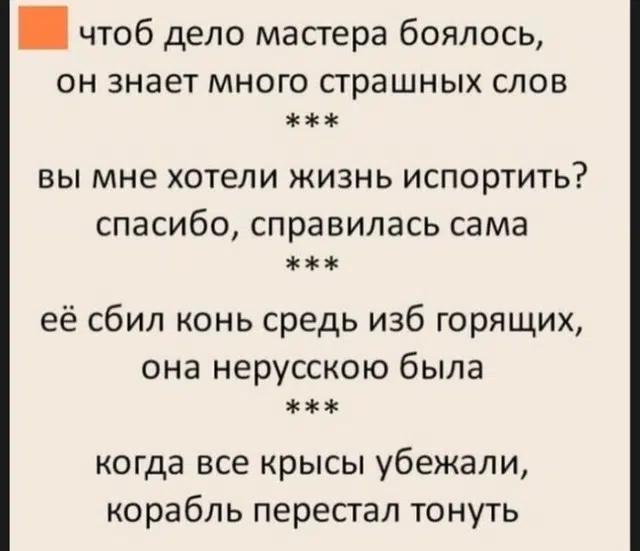 чтоб дело мастера боялось,
он знает много страшных слов
***
вы мне хотели жизнь испортить?
спасибо, справилась сама
***
её сбил конь средь изб горящих,
она нерусскою была
***
когда все крысы убежали,
корабль перестал тонуть